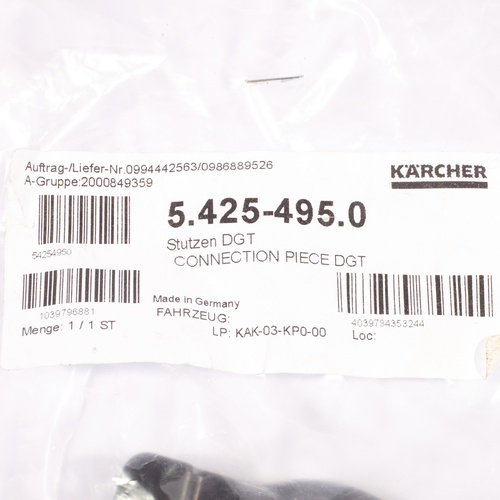 Auftrag-/Liefer-Nr.0994442563/0986889526
A-Gruppe:2000849359
KÄRCHER
5.425-495.0
Stutzen DGT
CONNECTION PIECE DGT
54254950
1039796881
Menge: 1 / 1 ST
Made in Germany
FAHRZEUG:
LP: KAK-03-KP0-00
4039784353244
Loc: